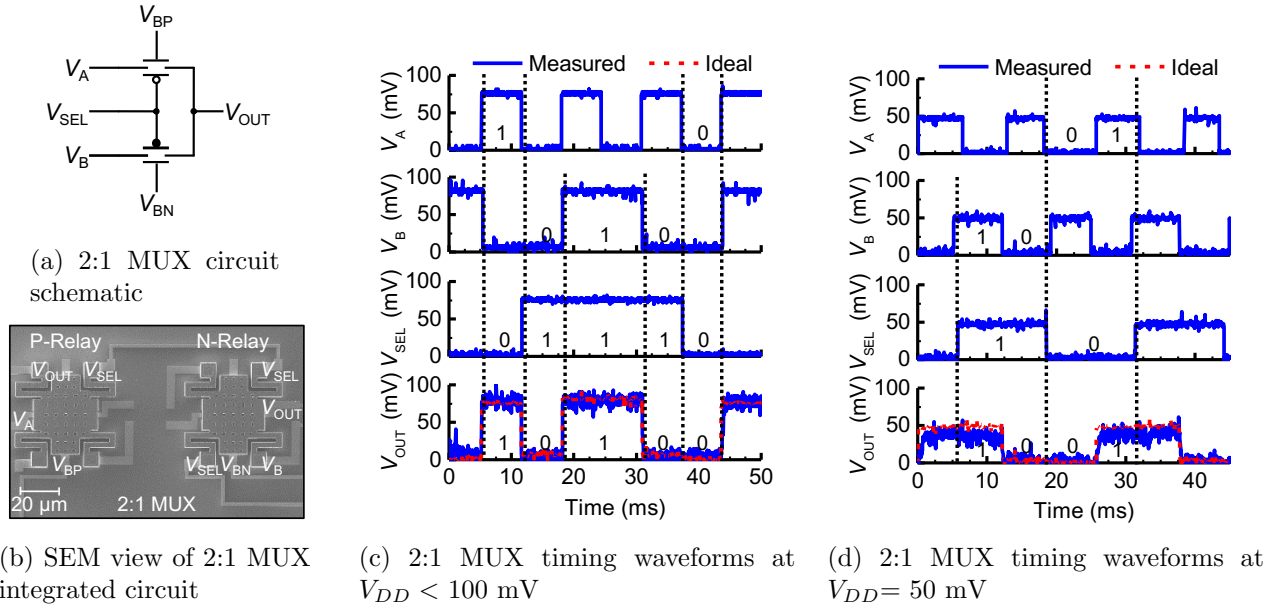 V_BP
V_A
V_SEL
V_OUT
V_B
V_BN
(a) 2:1 MUX circuit
schematic
P-Relay N-Relay
V_OUT V_SEL V_SEL
V_A V_OUT
V_BP V_SEL V_BN V_B
20 µm 2:1 MUX
(b) SEM view of 2:1 MUX
integrated circuit
Measured Ideal
V_A (mV)
100
50
0
1 0
V_B (mV)
100
50
0
0 1 0
V_SEL (mV)
100
50
0
0 1 1 1 0
V_OUT (mV)
100
50
0
1 0 1 0 0
0 10 20 30 40 50
Time (ms)
(c) 2:1 MUX timing waveforms at
V_DD < 100 mV
Measured Ideal
V_A (mV)
100
50
0
0 1
V_B (mV)
100
50
0
1 0
V_SEL (mV)
100
50
0
1 0
V_OUT (mV)
100
50
0
1 0 0 1
0 10 20 30 40
Time (ms)
(d) 2:1 MUX timing waveforms at
V_DD= 50 mV